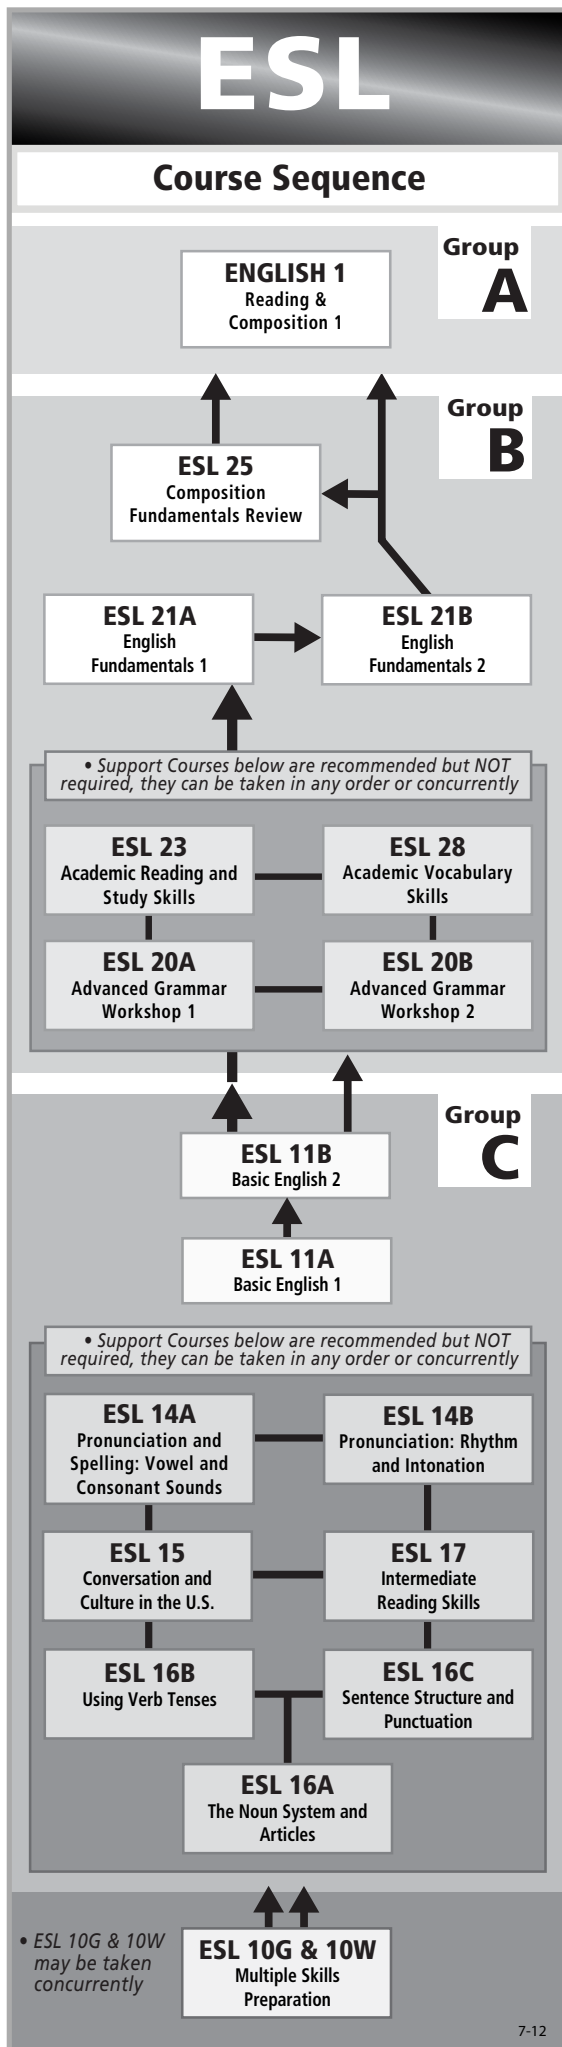 ESL
Course Sequence
Group
A
ENGLISH 1
Reading &
Composition 1
Group
B
ESL 25
Composition
Fundamentals Review
ESL 21A
English
Fundamentals 1
ESL 21B
English
Fundamentals 2
• Support Courses below are recommended but NOT
required, they can be taken in any order or concurrently
ESL 23
Academic Reading and
Study Skills
ESL 28
Academic Vocabulary
Skills
ESL 20A
Advanced Grammar
Workshop 1
ESL 20B
Advanced Grammar
Workshop 2
Group
C
ESL 11B
Basic English 2
ESL 11A
Basic English 1
• Support Courses below are recommended but NOT
required, they can be taken in any order or concurrently
ESL 14A
Pronunciation and
Spelling: Vowel and
Consonant Sounds
ESL 14B
Pronunciation: Rhythm
and Intonation
ESL 15
Conversation and
Culture in the U.S.
ESL 17
Intermediate
Reading Skills
ESL 16B
Using Verb Tenses
ESL 16C
Sentence Structure and
Punctuation
ESL 16A
The Noun System and
Articles
• ESL 10G & 10W
may be taken
concurrently
ESL 10G & 10W
Multiple Skills
Preparation
7-12